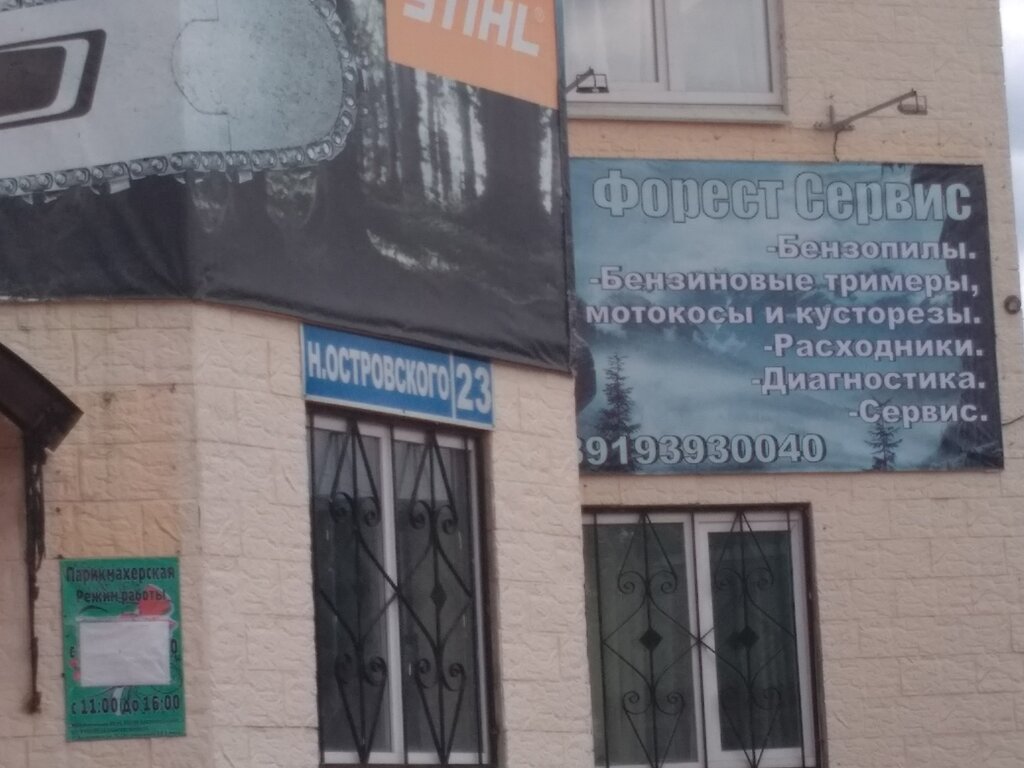 STIHL®
Форест Сервис
-Бензопилы.
-Бензиновые тримеры,
мотокосы и кусторезы.
-Расходники.
-Диагностика.
-Сервис.
89193930040
Н.ОСТРОВСКОГО 23
Парикмахерская
Режим работы
с 11:00 до 16:00